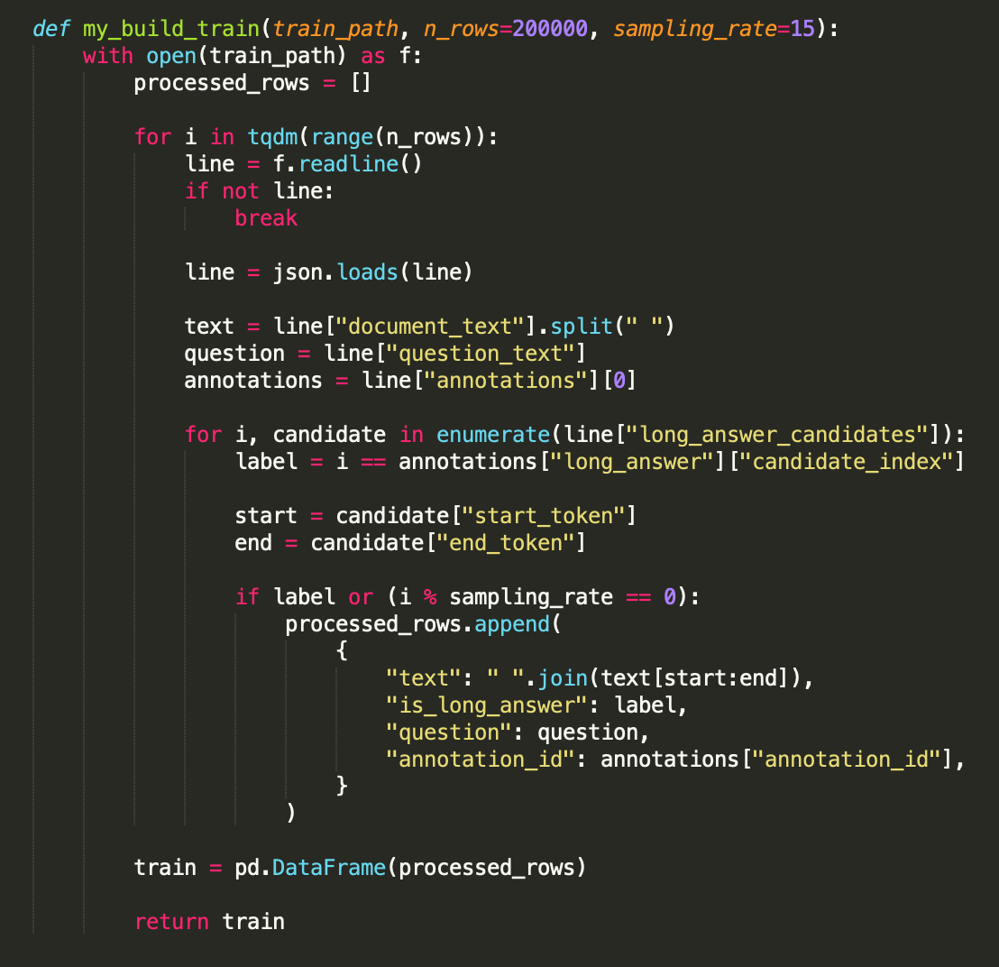 def my_build_train(train_path, n_rows=200000, sampling_rate=15):
    with open(train_path) as f:
        processed_rows = []

        for i in tqdm(range(n_rows)):
            line = f.readline()
            if not line:
                break

            line = json.loads(line)

            text = line["document_text"].split(" ")
            question = line["question_text"]
            annotations = line["annotations"][0]

            for i, candidate in enumerate(line["long_answer_candidates"]):
                label = i == annotations["long_answer"]["candidate_index"]

                start = candidate["start_token"]
                end = candidate["end_token"]

                if label or (i % sampling_rate == 0):
                    processed_rows.append(
                        {
                            "text": " ".join(text[start:end]),
                            "is_long_answer": label,
                            "question": question,
                            "annotation_id": annotations["annotation_id"],
                        }
                    )

        train = pd.DataFrame(processed_rows)

        return train